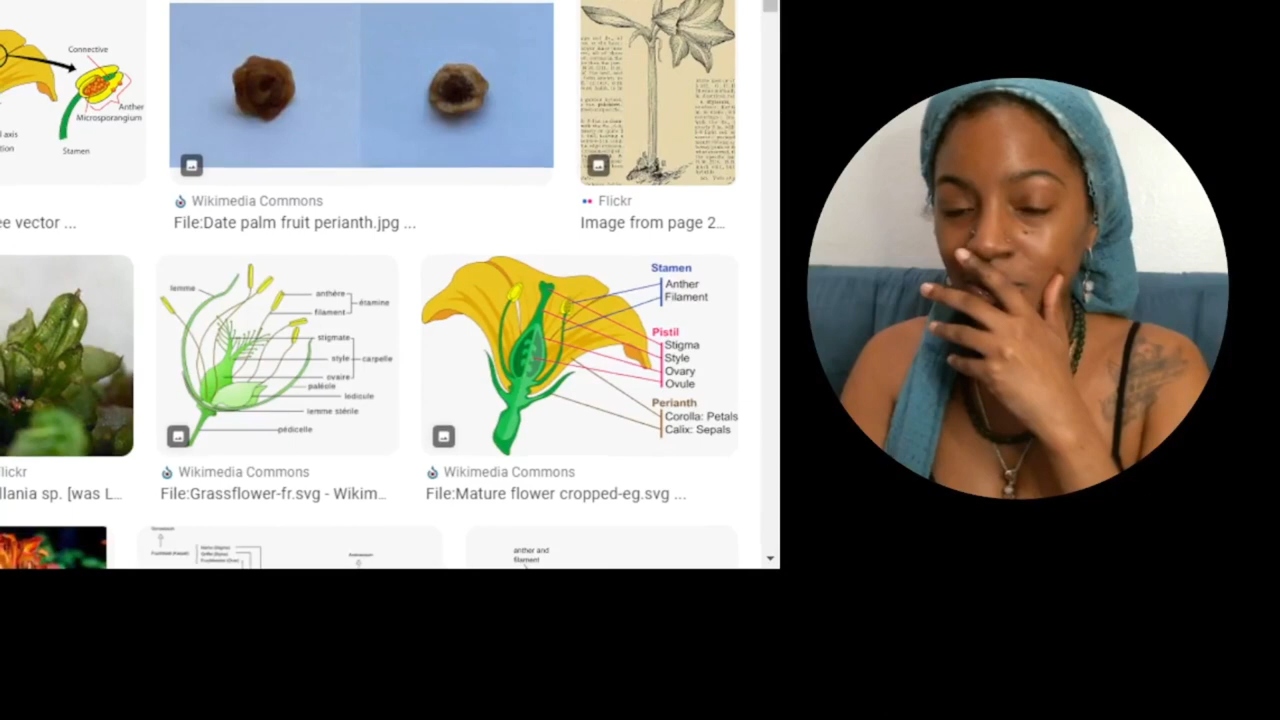 Connective
Anther
Microsporangium
l axis
tion
Stamen
Wikimedia Commons
Flickr
ee vector ...
File:Date palm fruit perianth.jpg ...
Image from page 2...
lemme
anthère
étamine
filament
stigmate
style
carpelle
ovaire
paléole
lodicule
lemme stérile
pédicelle
Stamen
Anther
Filament
Pistil
Stigma
Style
Ovary
Ovule
Perianth
Corolla: Petals
Calix: Sepals
lickr
Wikimedia Commons
Wikimedia Commons
llania sp. [was L...
File:Grassflower-fr.svg - Wikim...
File:Mature flower cropped-eg.svg ...
anther and
filament